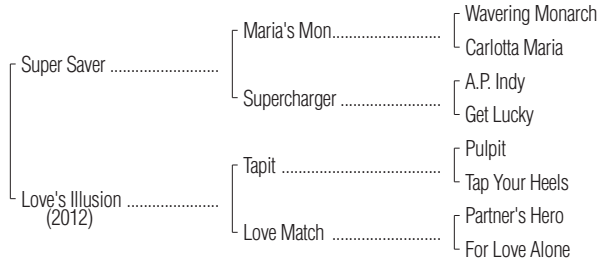 Wavering Monarch
Maria's Mon........................
Carlotta Maria
Super Saver ........................
A.P. Indy
Supercharger ......................
Get Lucky
Pulpit
Tapit ...................................
Tap Your Heels
Love's Illusion ....................
(2012)
Partner's Hero
Love Match ........................
For Love Alone